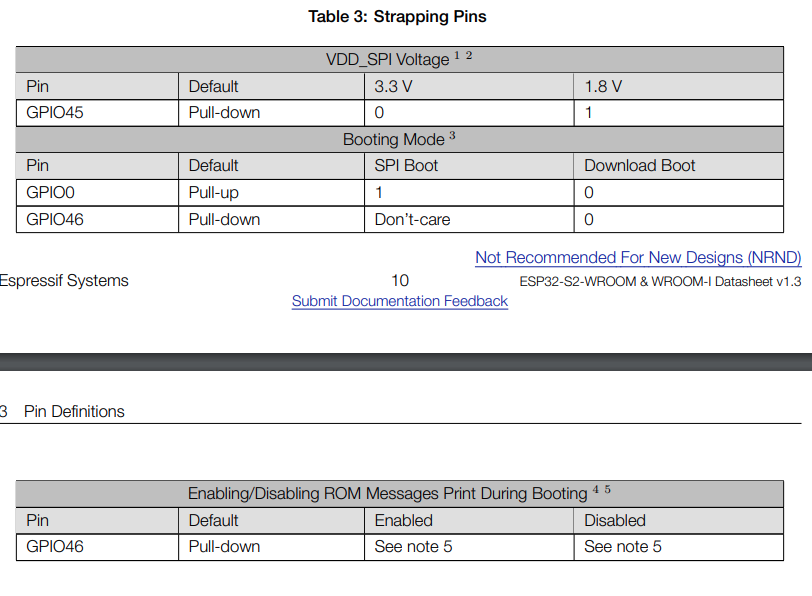 Table 3: Strapping Pins
VDD_SPI Voltage 1 2
Pin Default 3.3 V 1.8 V
GPIO45 Pull-down 0 1
Booting Mode 3
Pin Default SPI Boot Download Boot
GPIO0 Pull-up 1 0
GPIO46 Pull-down Don't-care 0
Not Recommended For New Designs (NRND)
Espressif Systems 10 ESP32-S2-WROOM & WROOM-I Datasheet v1.3
Submit Documentation Feedback
3 Pin Definitions
Enabling/Disabling ROM Messages Print During Booting 4 5
Pin Default Enabled Disabled
GPIO46 Pull-down See note 5 See note 5